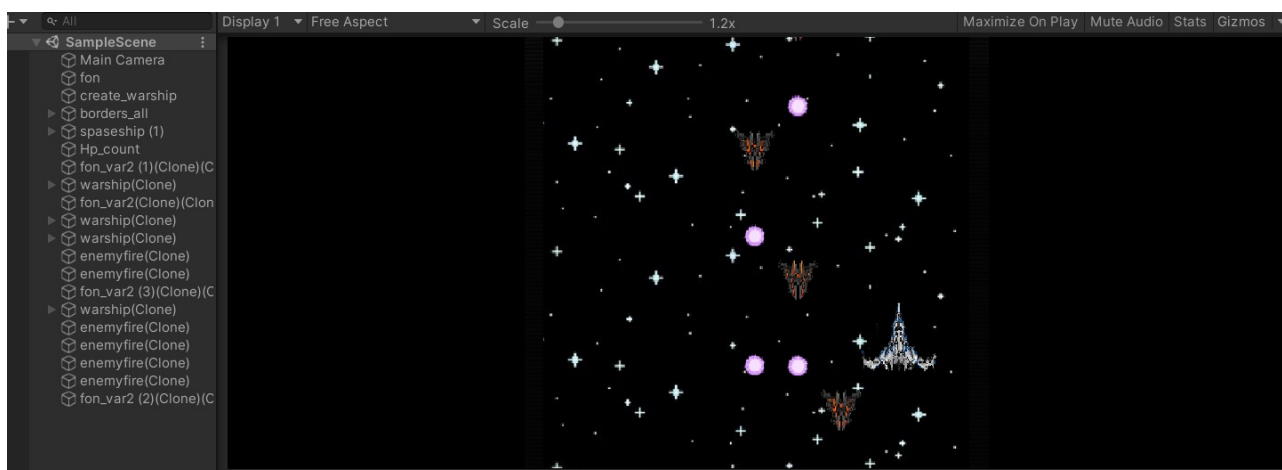 All Display 1 Free Aspect Scale 1.2x Maximize On Play Mute Audio Stats Gizmos
SampleScene
Main Camera
fon
create_warship
borders_all
spaseship (1)
Hp_count
fon_var2 (1)(Clone)(C
warship(Clone)
fon_var2(Clone)(Clon
warship(Clone)
warship(Clone)
enemyfire(Clone)
enemyfire(Clone)
fon_var2 (3)(Clone)(C
warship(Clone)
enemyfire(Clone)
enemyfire(Clone)
enemyfire(Clone)
enemyfire(Clone)
fon_var2 (2)(Clone)(C